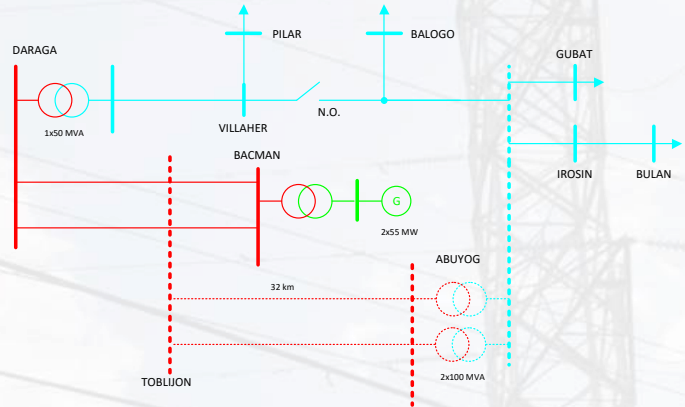 PILAR
BALOGO
DARAGA
GUBAT
1x50 MVA
N.O.
VILLAHER
BACMAN
IROSIN
BULAN
G
2x55 MW
ABUYOG
32 km
2x100 MVA
TOBLIJON